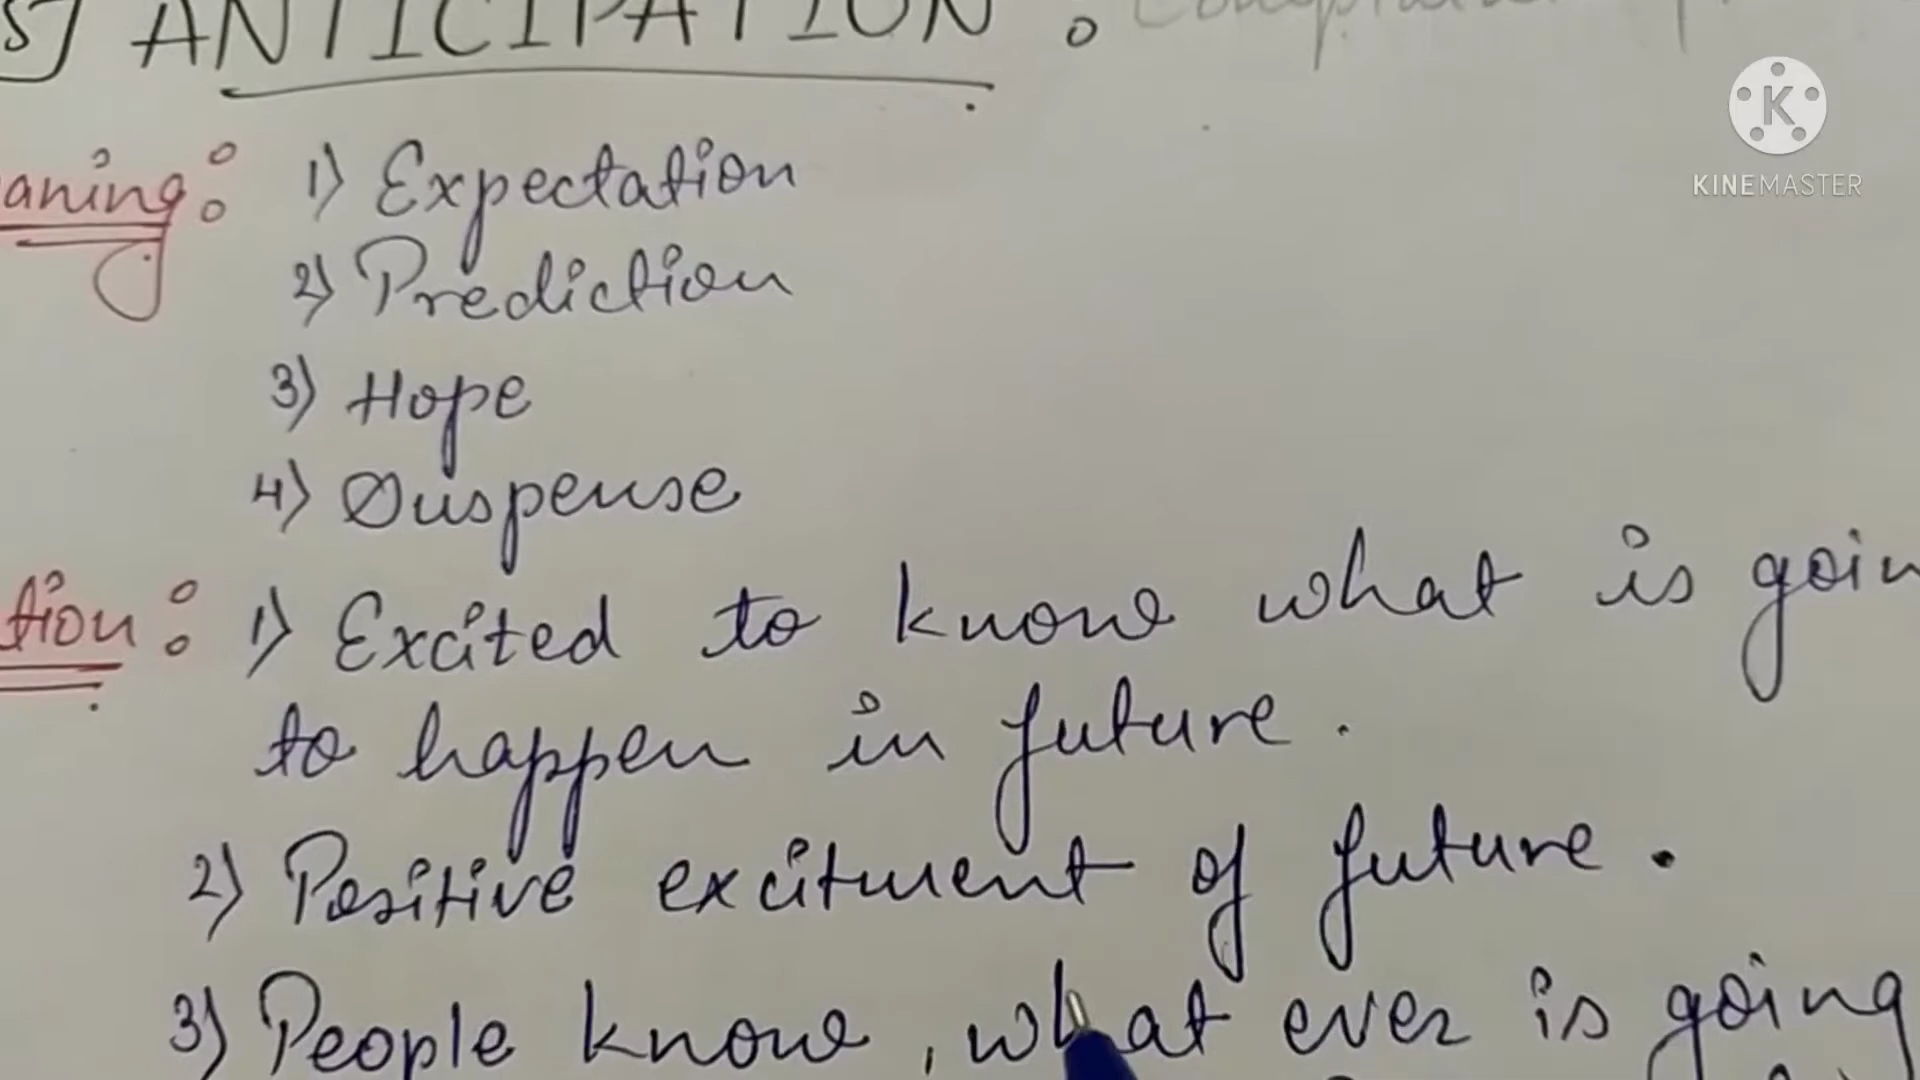 5] ANTICIPATION :
aning :
1) Expectation
2) Prediction
3) Hope
4) Suspense
tion :
1) Excited to know what is goin
to happen in future.
2) Positive excitment of future.
3) People know, what ever is going
KINEMASTER